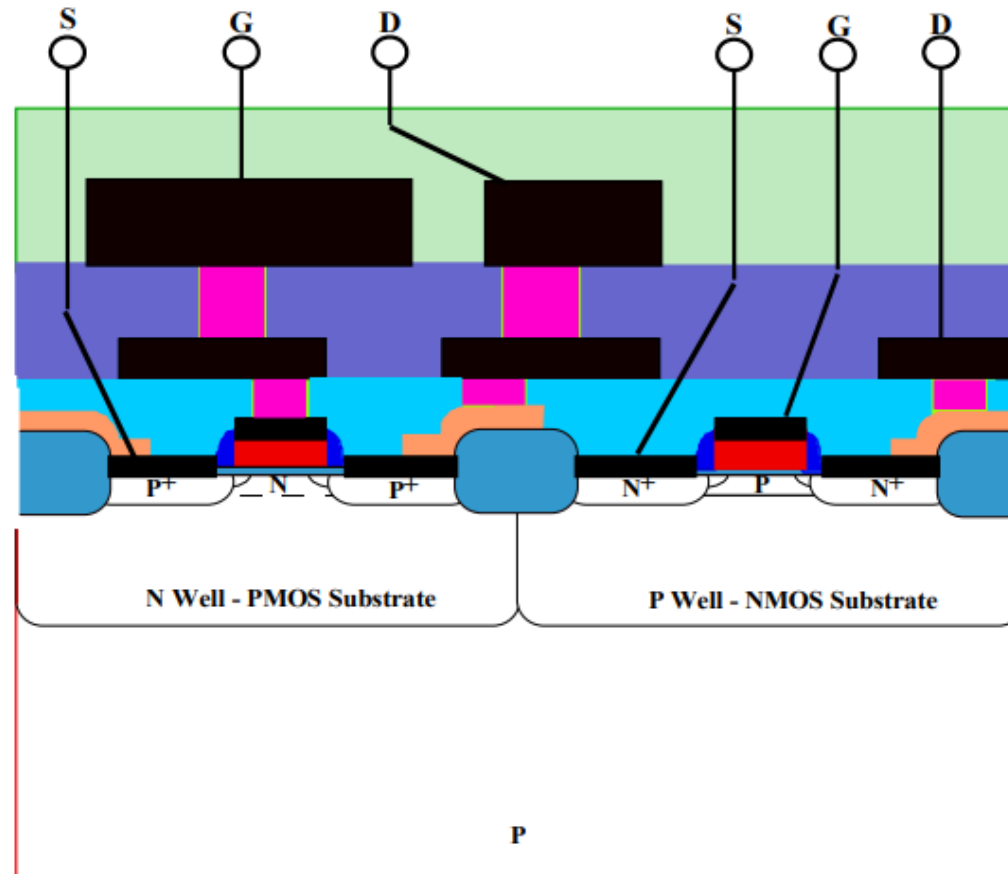 S G D S G D
P+ N P+ N+ P N+
N Well - PMOS Substrate P Well - NMOS Substrate
P